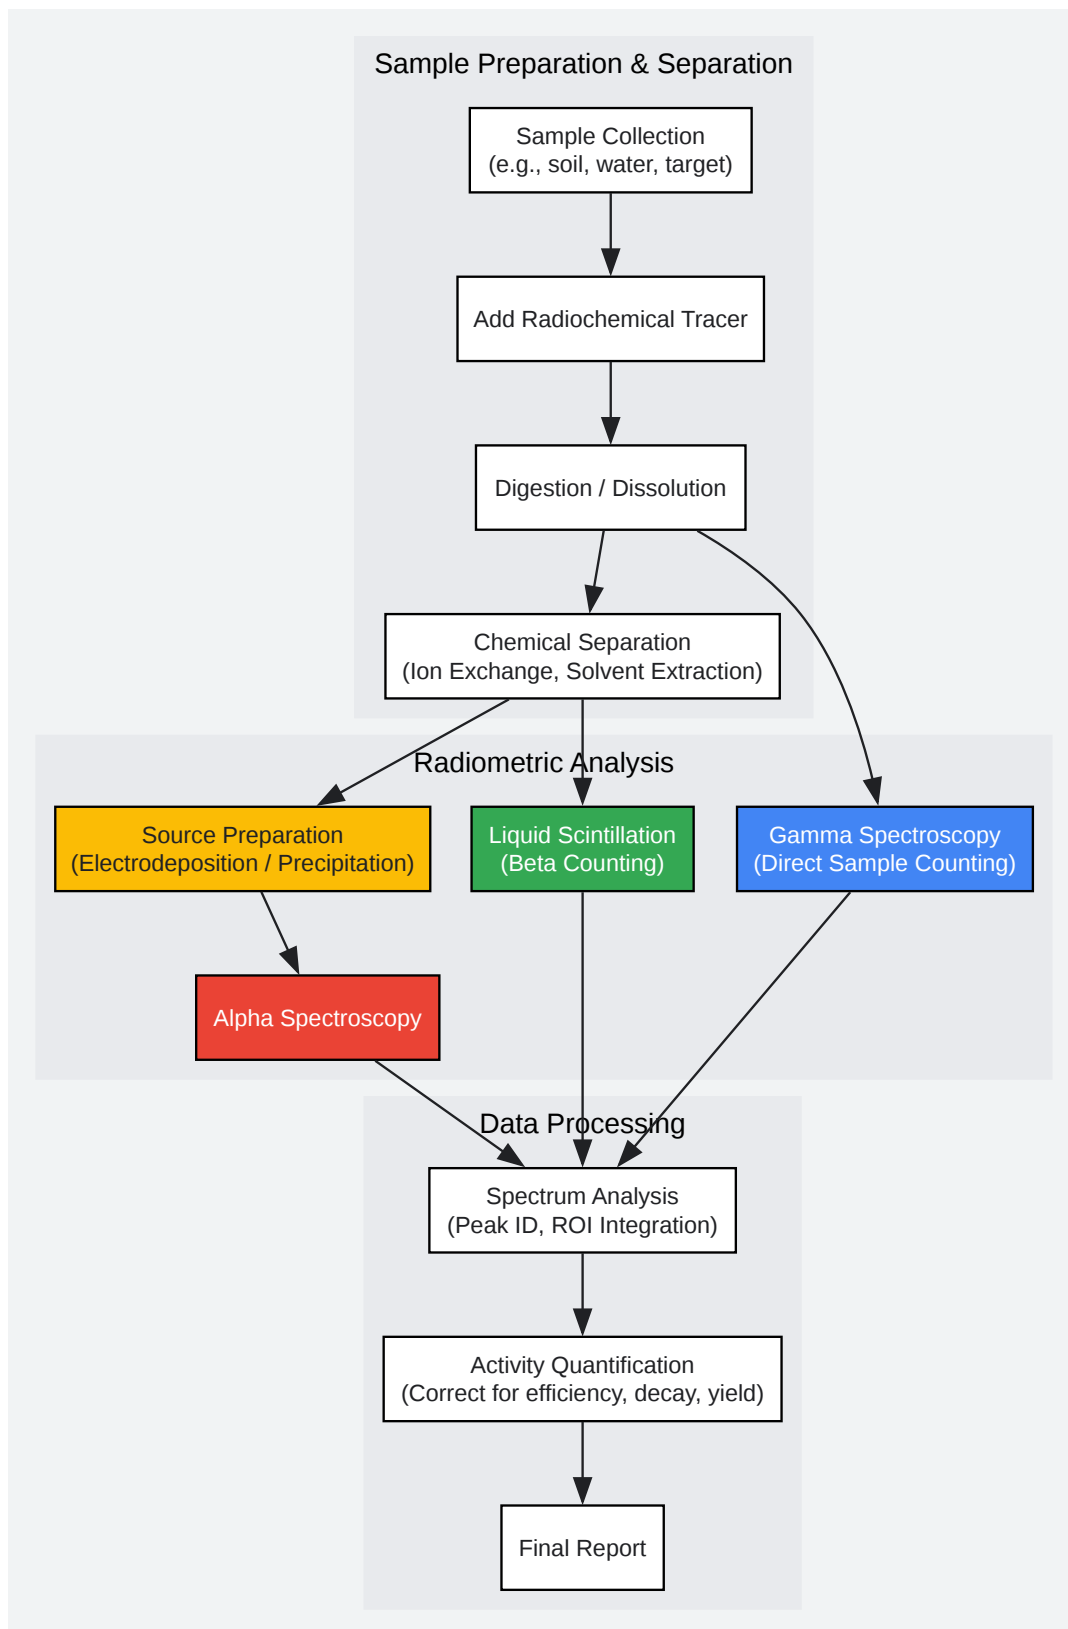 Sample Preparation & Separation
Sample Collection
(e.g., soil, water, target)
Add Radiochemical Tracer
Digestion / Dissolution
Chemical Separation
(Ion Exchange, Solvent Extraction)
Radiometric Analysis
Source Preparation
(Electrodeposition / Precipitation)
Liquid Scintillation
(Beta Counting)
Gamma Spectroscopy
(Direct Sample Counting)
Alpha Spectroscopy
Data Processing
Spectrum Analysis
(Peak ID, ROI Integration)
Activity Quantification
(Correct for efficiency, decay, yield)
Final Report